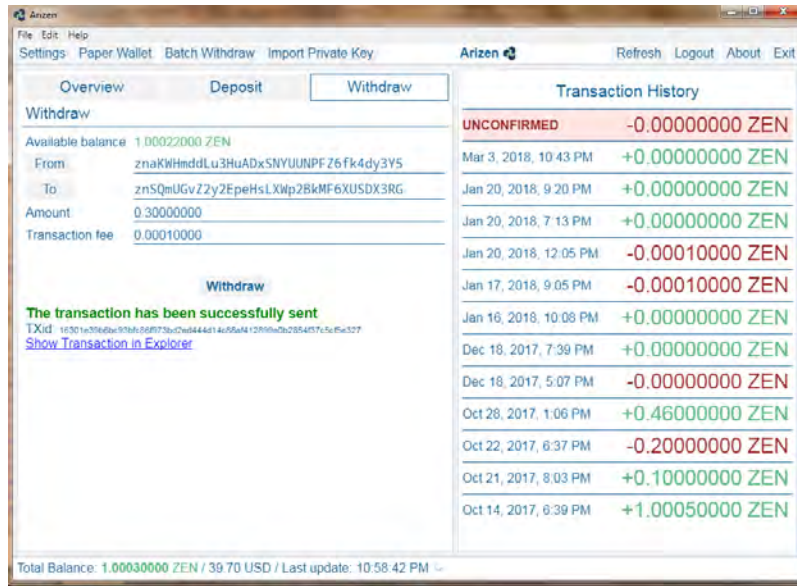 Arizen
File Edit Help
Settings Paper Wallet Batch Withdraw Import Private Key Arizen Refresh Logout About Exit
Overview Deposit Withdraw
Withdraw
Available balance 1.00022000 ZEN
From znaKWHmddLu3HuADxSNYUUNPFZ6fk4dy3Y5
To znSQmUGvZ2y2EpeHsLXWp2BkMF6XUSDX3RG
Amount 0.30000000
Transaction fee 0.00010000
Withdraw
The transaction has been successfully sent
TXid
Show Transaction in Explorer
Transaction History
UNCONFIRMED -0.00000000 ZEN
Mar 3, 2018, 10:43 PM +0.00000000 ZEN
Jan 20, 2018, 9:20 PM +0.00000000 ZEN
Jan 20, 2018, 7:13 PM +0.00000000 ZEN
Jan 20, 2018, 12:05 PM -0.00010000 ZEN
Jan 17, 2018, 9:05 PM -0.00010000 ZEN
Jan 16, 2018, 10:08 PM +0.00000000 ZEN
Dec 18, 2017, 7:39 PM +0.00000000 ZEN
Dec 18, 2017, 5:07 PM -0.00000000 ZEN
Oct 28, 2017, 1:06 PM +0.46000000 ZEN
Oct 22, 2017, 6:37 PM -0.20000000 ZEN
Oct 21, 2017, 8:03 PM +0.10000000 ZEN
Oct 14, 2017, 6:39 PM +1.00050000 ZEN
Total Balance: 1.00030000 ZEN / 39.70 USD / Last update: 10:58:42 PM